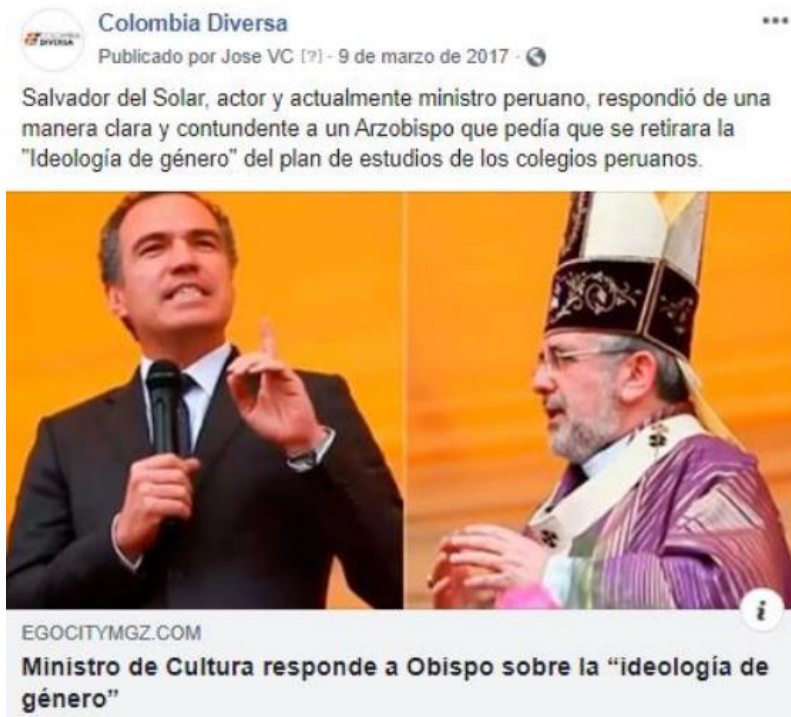 Colombia Diversa
Publicado por Jose VC [?] · 9 de marzo de 2017 ·
Salvador del Solar, actor y actualmente ministro peruano, respondió de una
manera clara y contundente a un Arzobispo que pedía que se retirara la
"Ideología de género" del plan de estudios de los colegios peruanos.
EGOCITYMGZ.COM
Ministro de Cultura responde a Obispo sobre la “ideología de
género”